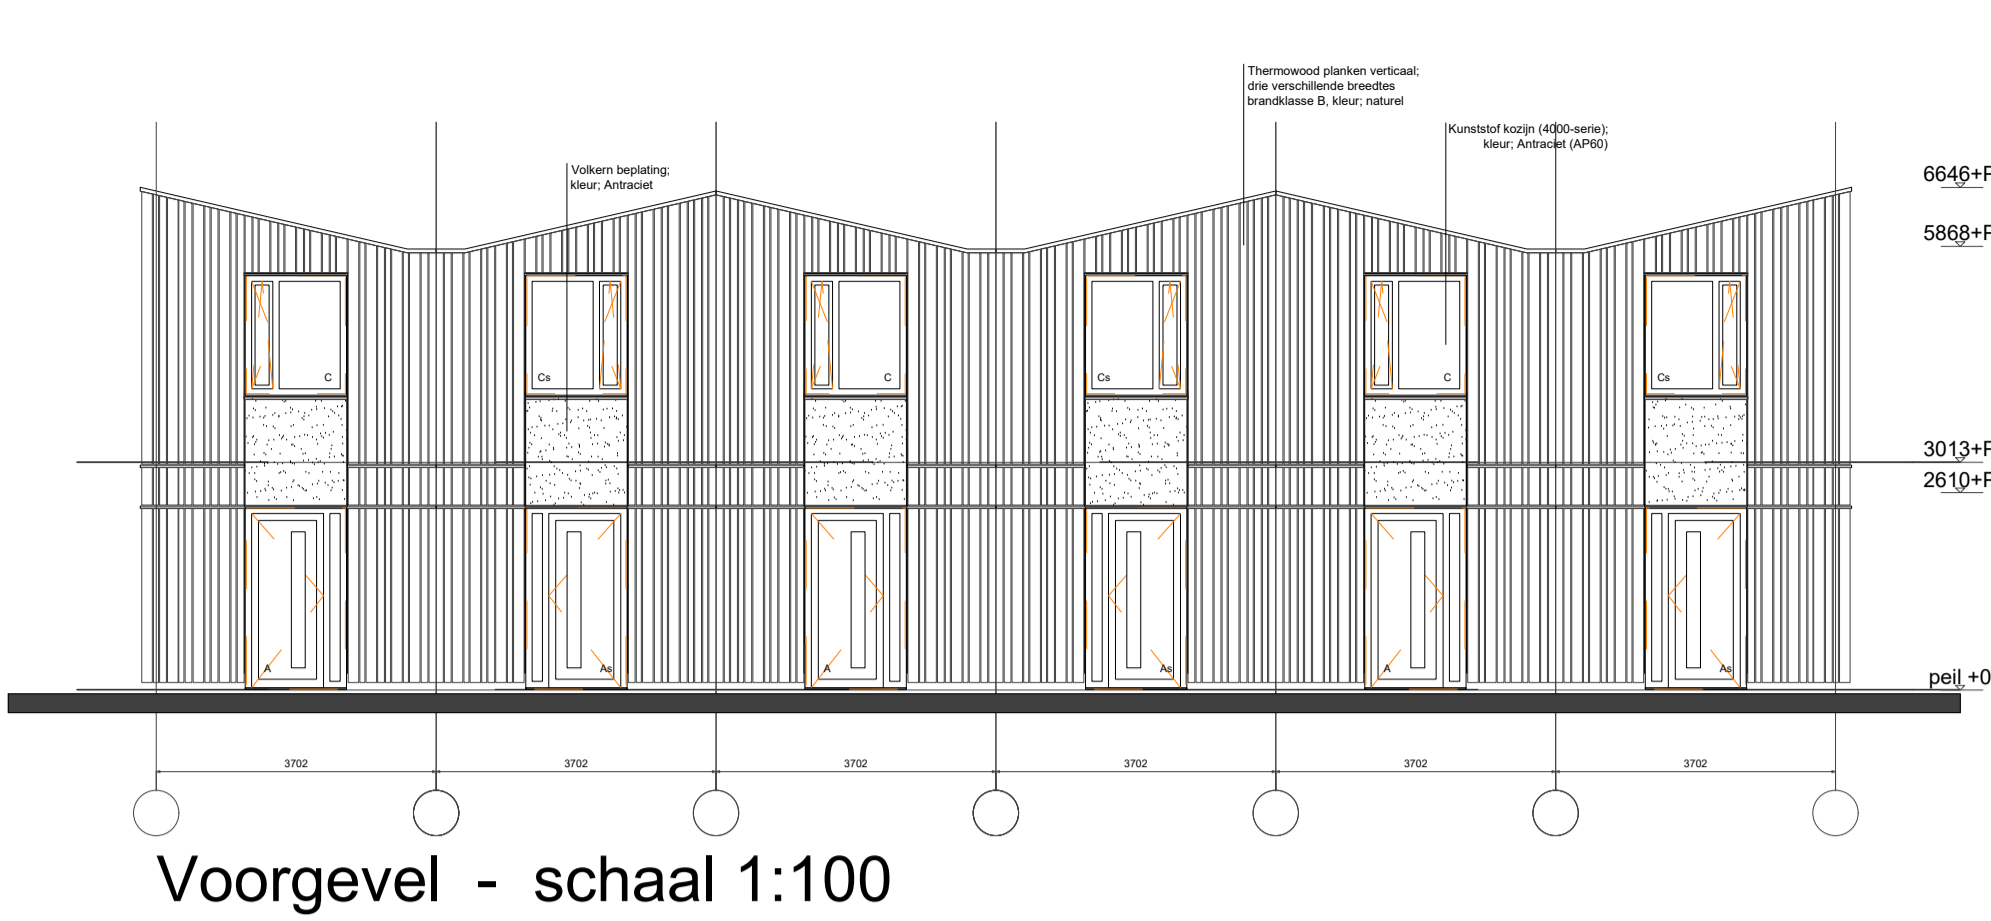 Thermowood planken verticaal;
drie verschillende breedtes
brandklasse B, kleur; naturel
Kunststof kozijn (4000-serie);
kleur; Antraciet (AP60)
Volkern beplating;
kleur; Antraciet
6646+P
5868+P
C
Cs
C
Cs
C
Cs
3013+P
2610+P
A
As
A
As
A
As
peil +0
3702
3702
3702
3702
3702
3702
Voorgevel - schaal 1:100